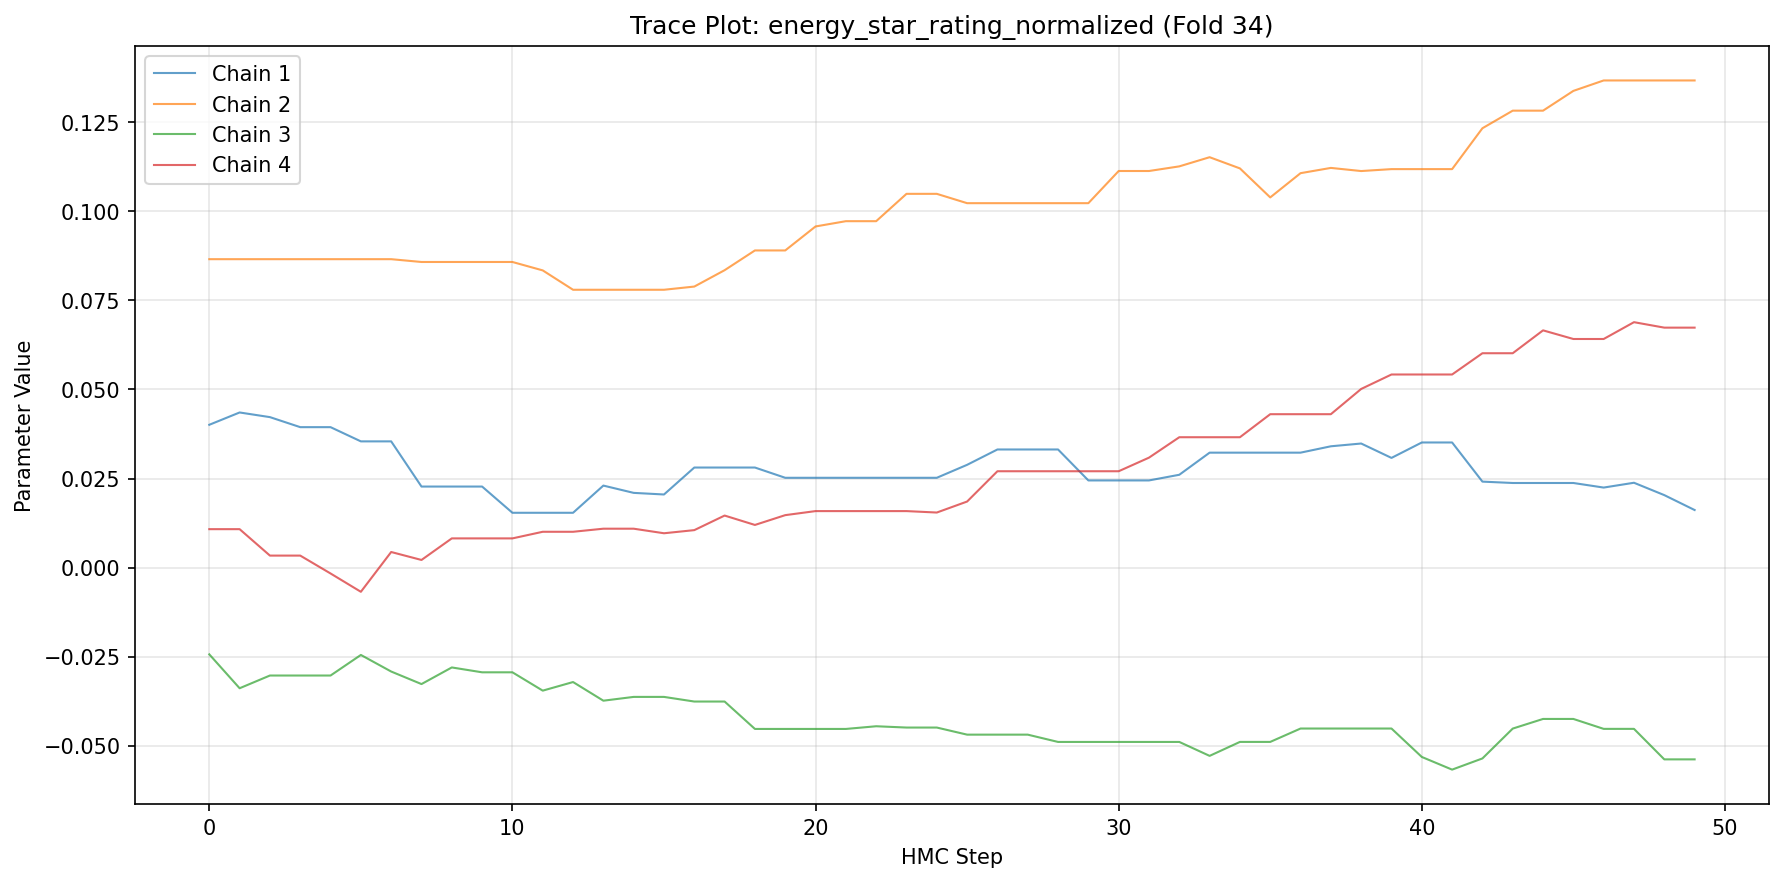 Trace Plot: energy_star_rating_normalized (Fold 34)
Chain 1
Chain 2
Chain 3
Chain 4
0.125
0.100
0.075
0.050
0.025
0.000
−0.025
−0.050
Parameter Value
0 10 20 30 40 50
HMC Step